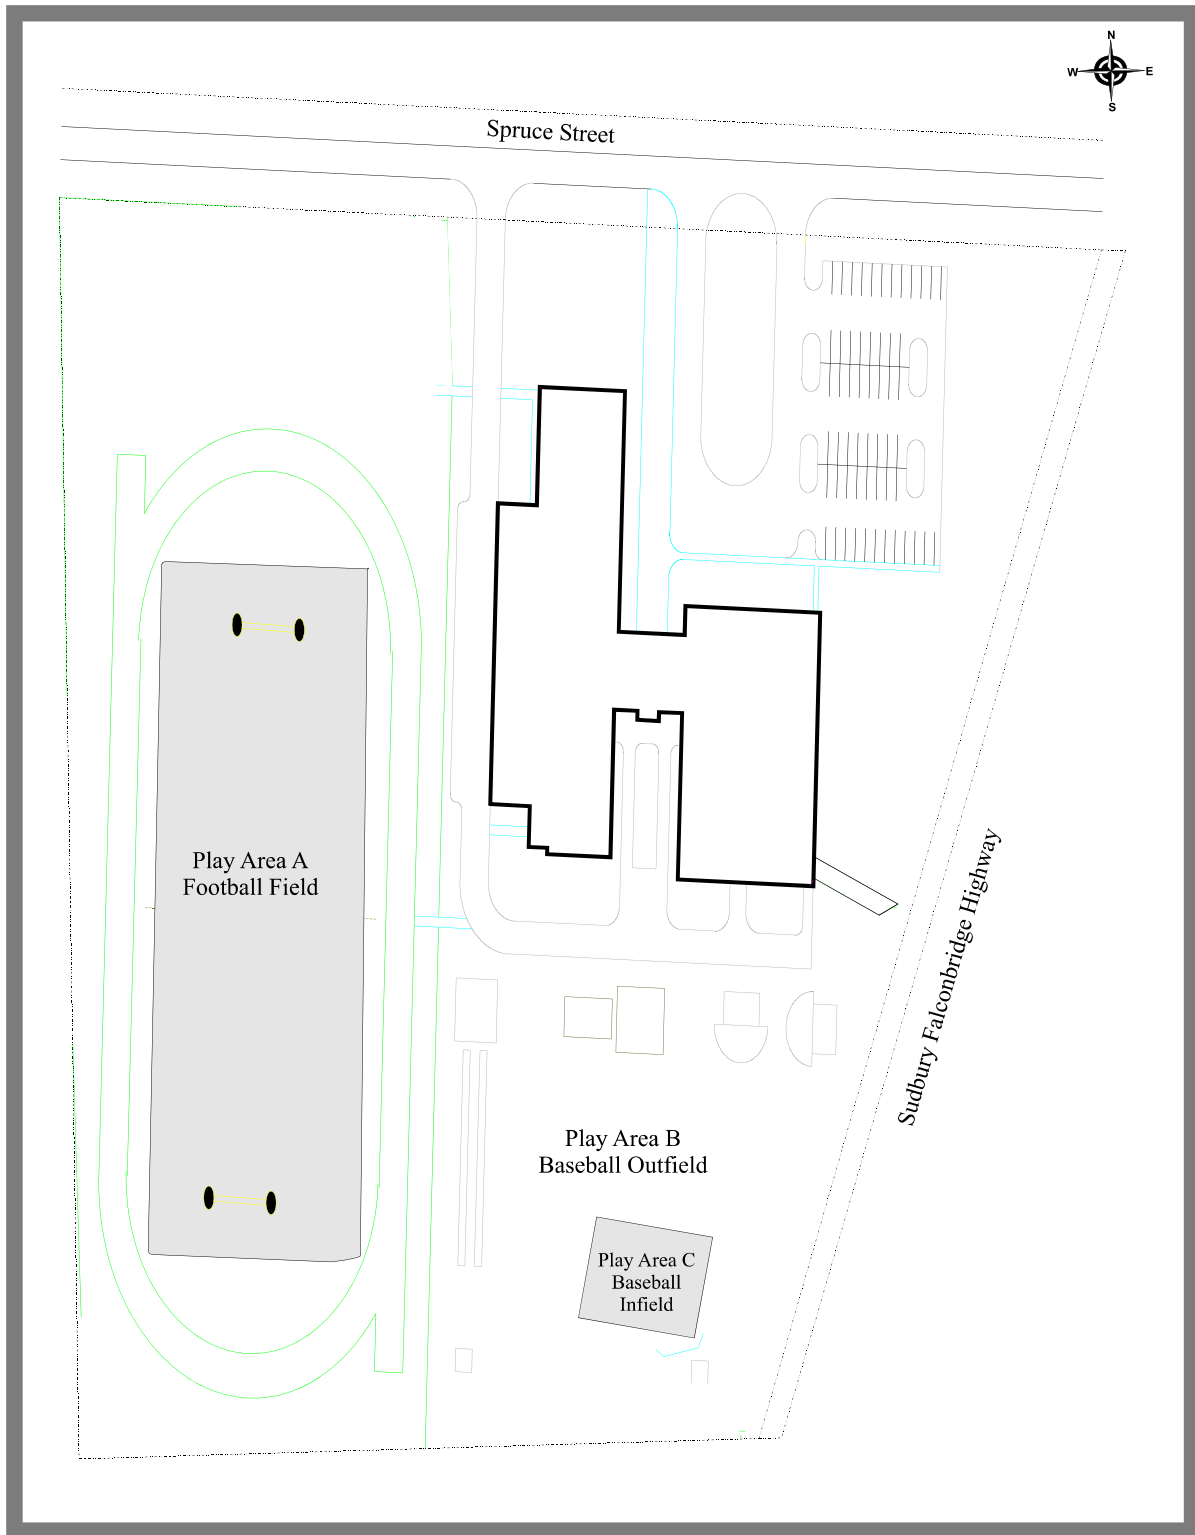 N
W E
S
Spruce Street
Play Area A
Football Field
Sudbury Falconbridge Highway
Play Area B
Baseball Outfield
Play Area C
Baseball
Infield